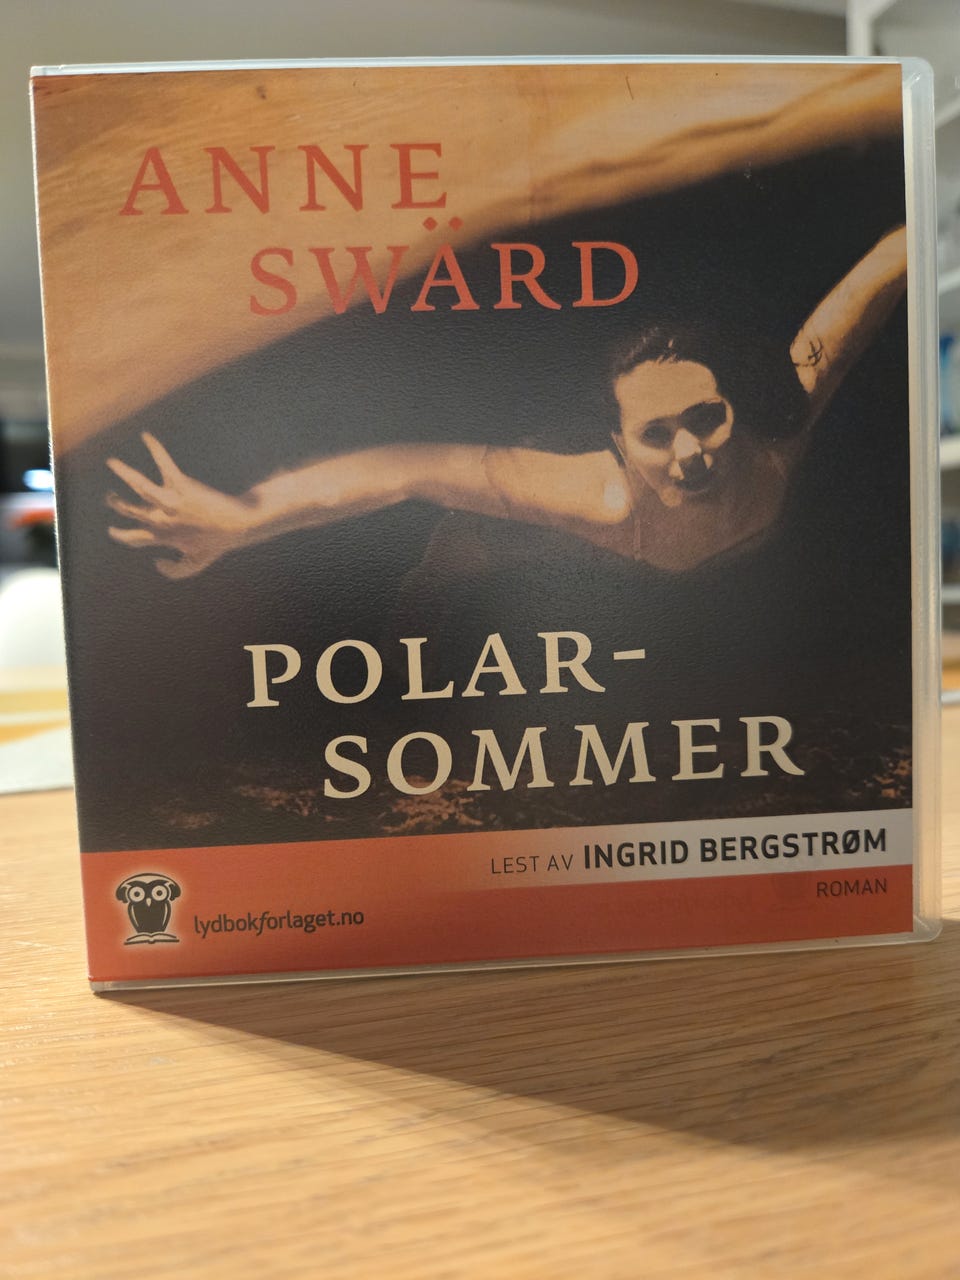 ANNE
SWÄRD
POLAR-
SOMMER
LEST AV INGRID BERGSTRØM
ROMAN
lydbokforlaget.no